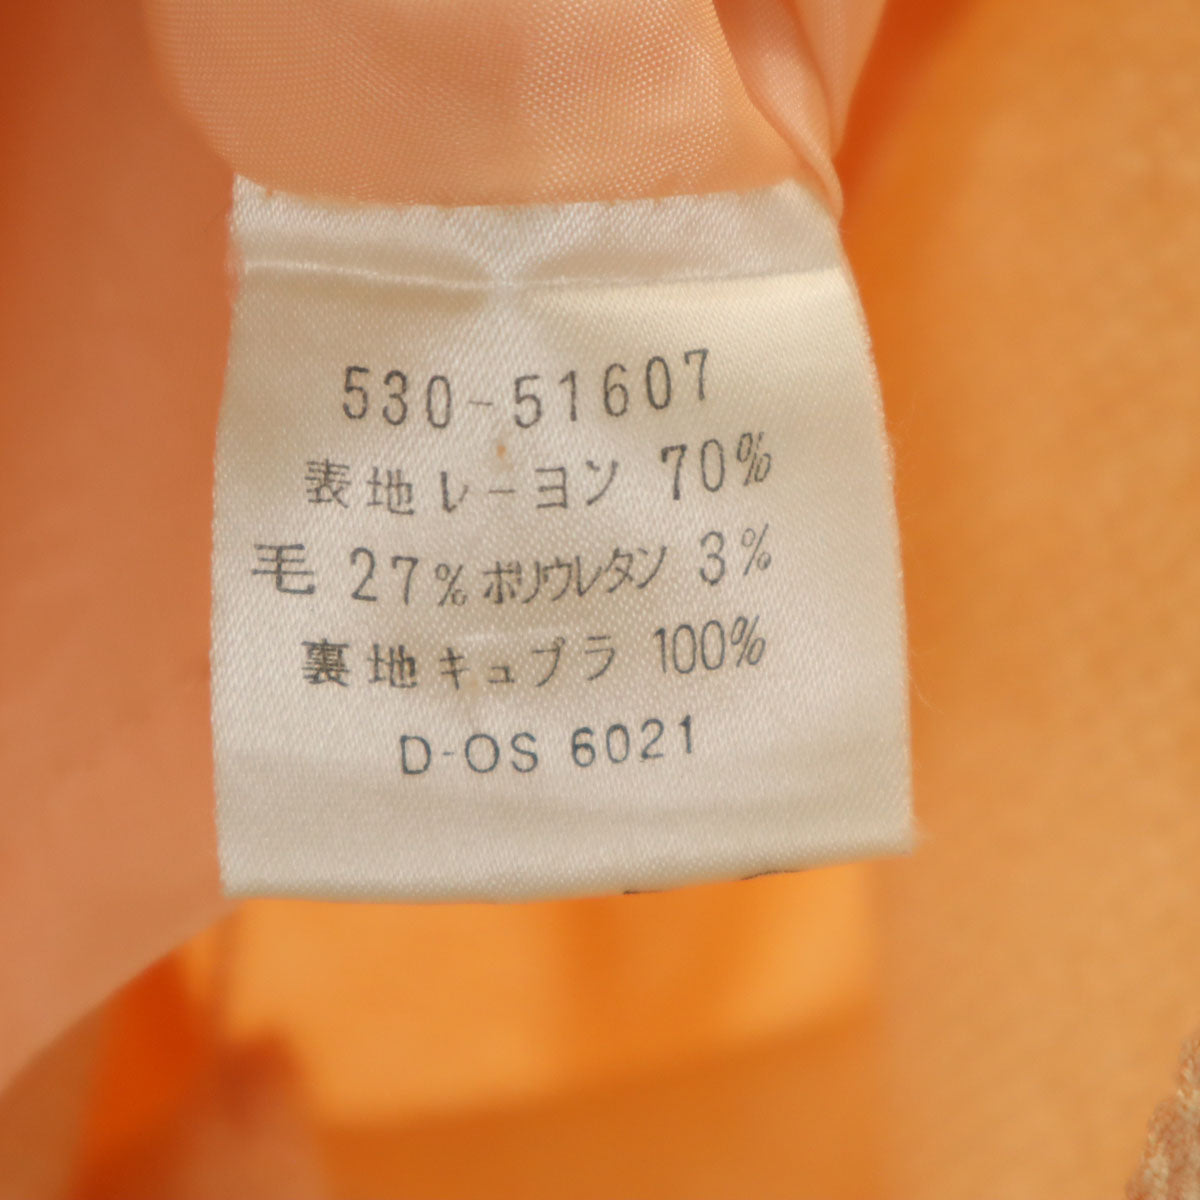 530-51607
表地レーヨン 70%
毛 27%ポリウレタン 3%
裏地キュプラ 100%
D-OS 6021